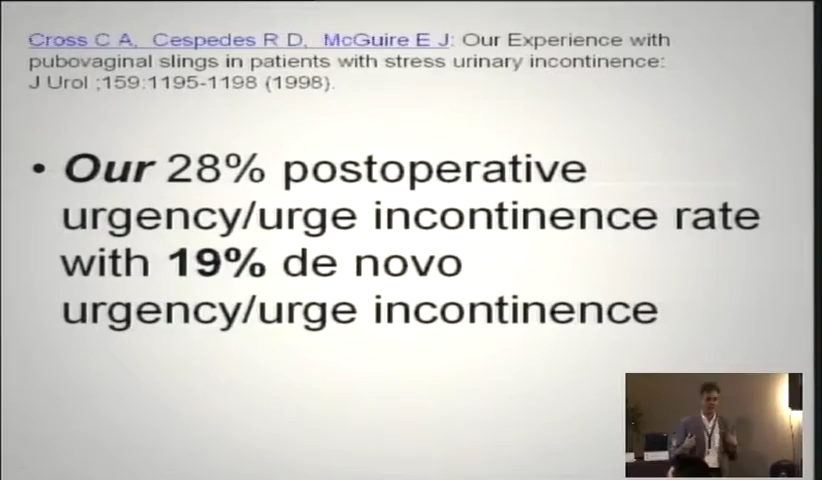 Cross C A, Cespedes R D, McGuire E J: Our Experience with
pubovaginal slings in patients with stress urinary incontinence:
J Urol ;159:1195-1198 (1998).
• Our 28% postoperative
urgency/urge incontinence rate
with 19% de novo
urgency/urge incontinence